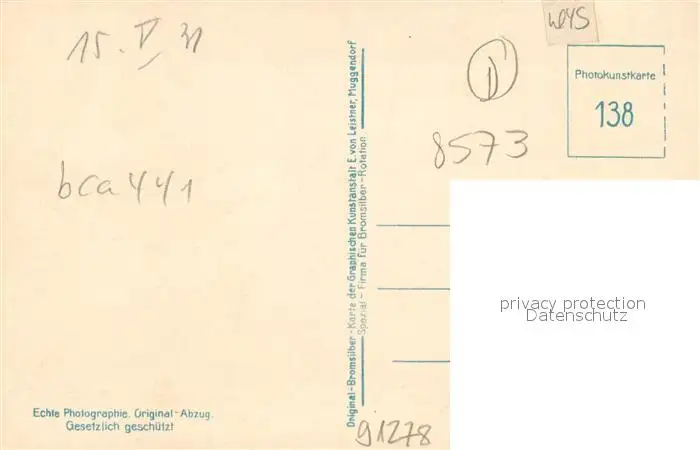 15. V 31
bca441
Echte Photographie. Original-Abzug.
Gesetzlich geschützt
Original-Bromsilber-Karte der Graphischen Kunstanstalt E. von Leistner, Muggendorf
Spezial-Firma für Bromsilber-Rotation.
91278
D
8573
Photokunstkarte
138
privacy protection
Datenschutz